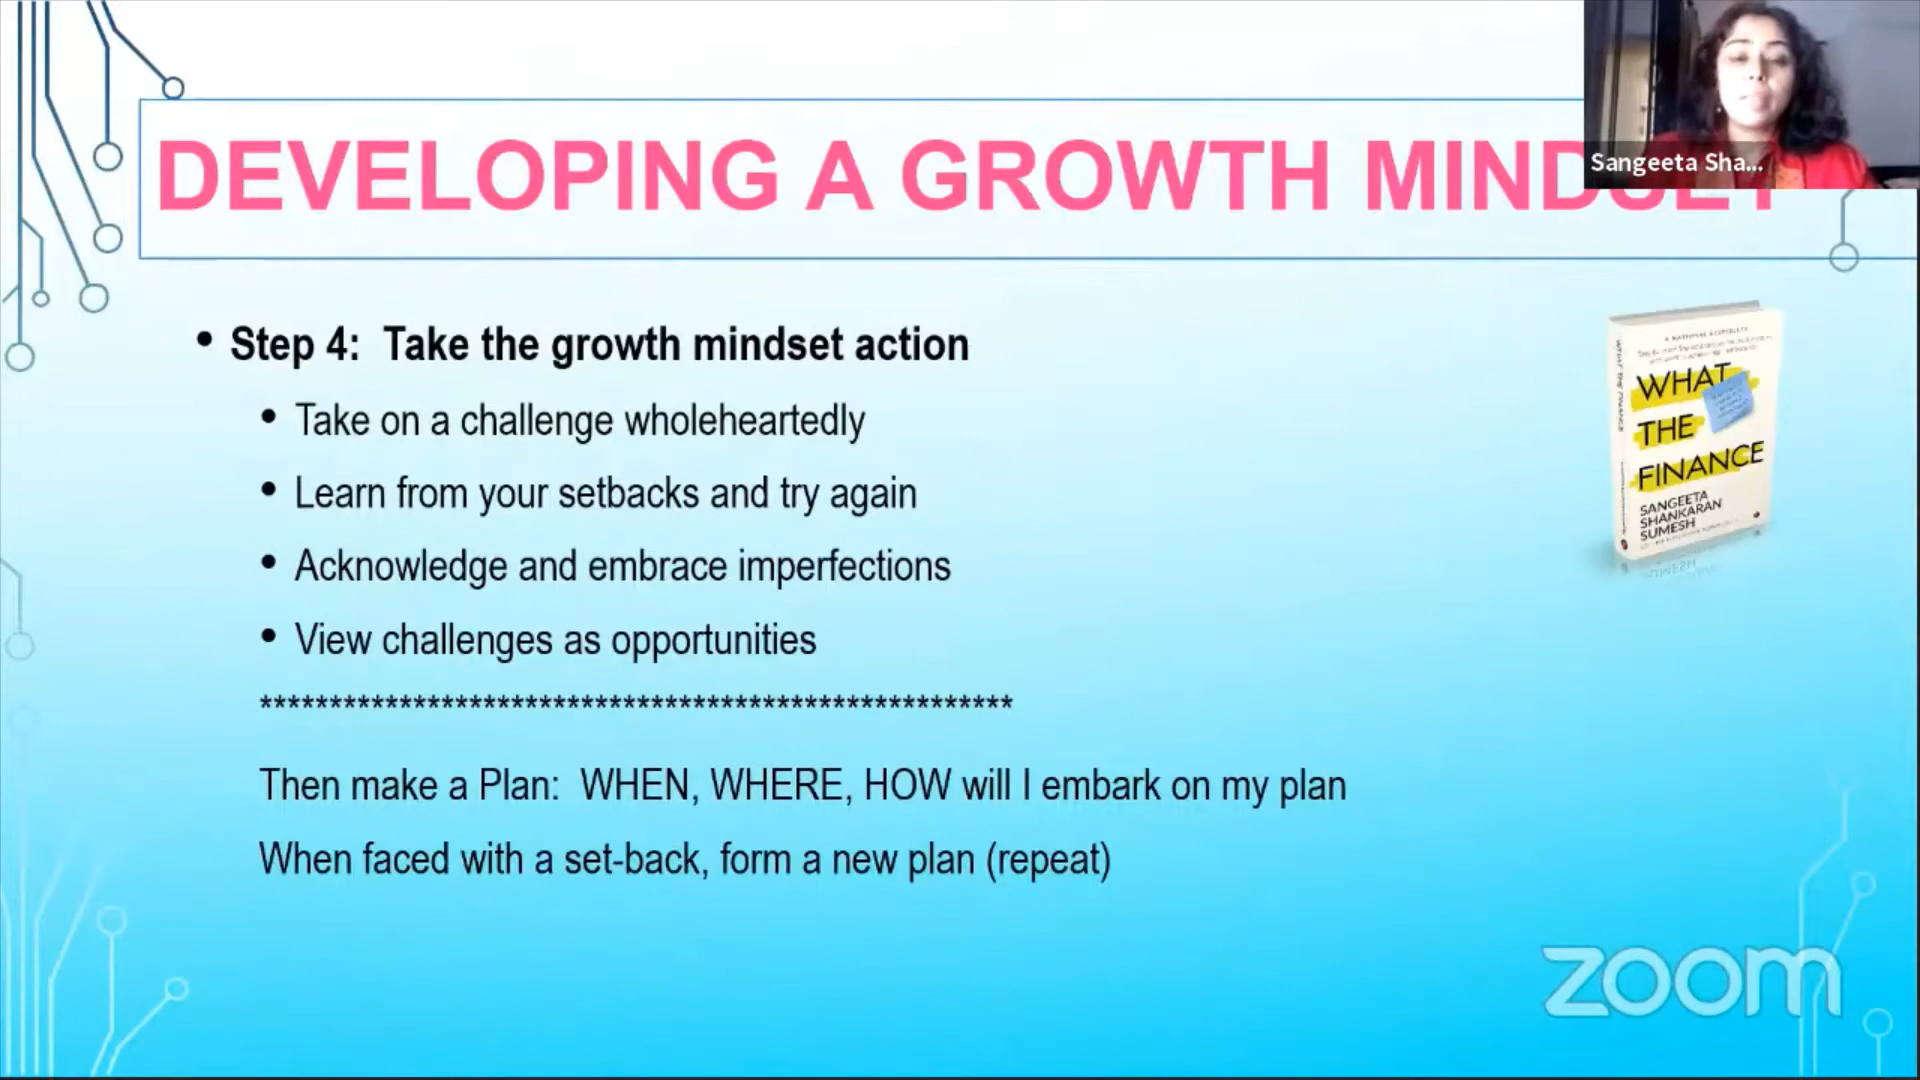 DEVELOPING A GROWTH MINDSET
Sangeeta Sha...
• Step 4: Take the growth mindset action
• Take on a challenge wholeheartedly
• Learn from your setbacks and try again
• Acknowledge and embrace imperfections
• View challenges as opportunities
******************************************************
Then make a Plan: WHEN, WHERE, HOW will I embark on my plan
When faced with a set-back, form a new plan (repeat)
WHAT
THE
FINANCE
SANGEETA
SHANKARAN
SUMESH
zoom